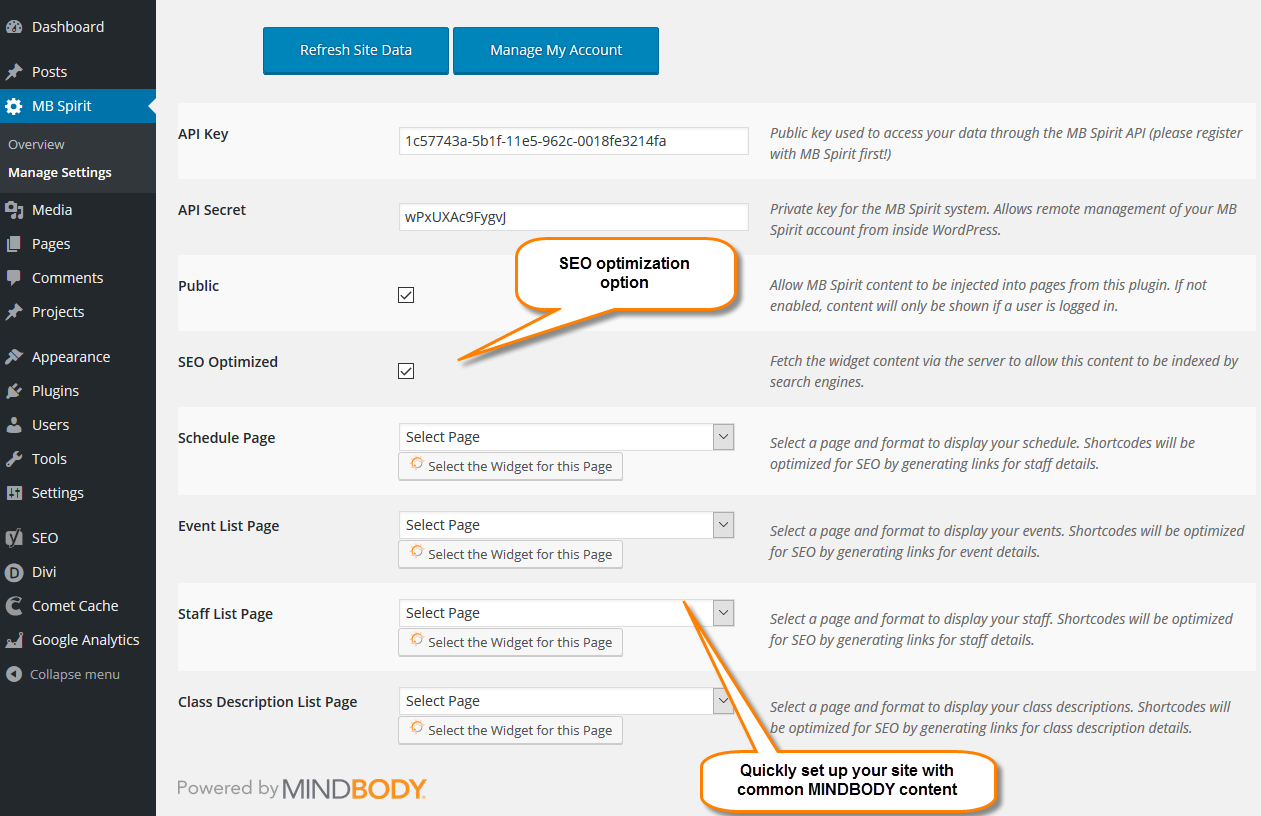 Dashboard
Posts
MB Spirit
Overview
Manage Settings
Media
Pages
Comments
Projects
Appearance
Plugins
Users
Tools
Settings
SEO
Divi
Comet Cache
Google Analytics
Collapse menu
Refresh Site Data
Manage My Account
API Key
1c57743a-5b1f-11e5-962c-0018fe3214fa
Public key used to access your data through the MB Spirit API (please register
with MB Spirit first!)
API Secret
wPxUXAc9FygvJ
Private key for the MB Spirit system. Allows remote management of your MB
Spirit account from inside WordPress.
SEO optimization
option
Public
Allow MB Spirit content to be injected into pages from this plugin. If not
enabled, content will only be shown if a user is logged in.
SEO Optimized
Fetch the widget content via the server to allow this content to be indexed by
search engines.
Schedule Page
Select Page
Select the Widget for this Page
Select a page and format to display your schedule. Shortcodes will be
optimized for SEO by generating links for staff details.
Event List Page
Select Page
Select the Widget for this Page
Select a page and format to display your events. Shortcodes will be optimized
for SEO by generating links for event details.
Staff List Page
Select Page
Select the Widget for this Page
Select a page and format to display your staff. Shortcodes will be optimized
for SEO by generating links for staff details.
Class Description List Page
Select Page
Select the Widget for this Page
Select a page and format to display your class descriptions. Shortcodes will
be optimized for SEO by generating links for class description details.
Quickly set up your site with
common MINDBODY content
Powered by MINDBODY.